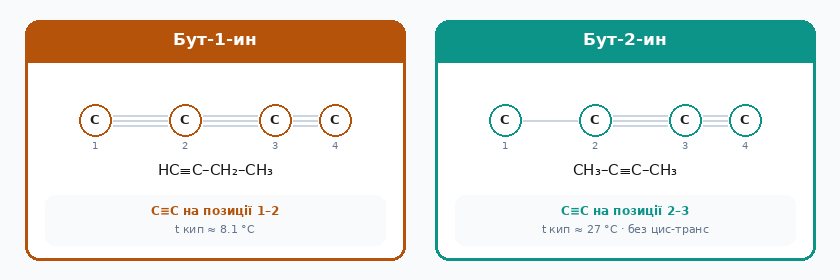 Бут-1-ин
C C C C
1 2 3 4
HC≡C–CH₂–CH₃
C≡C на позиції 1–2
t кип ≈ 8.1 °C
Бут-2-ин
C C C C
1 2 3 4
CH₃–C≡C–CH₃
C≡C на позиції 2–3
t кип ≈ 27 °C · без цис-транс